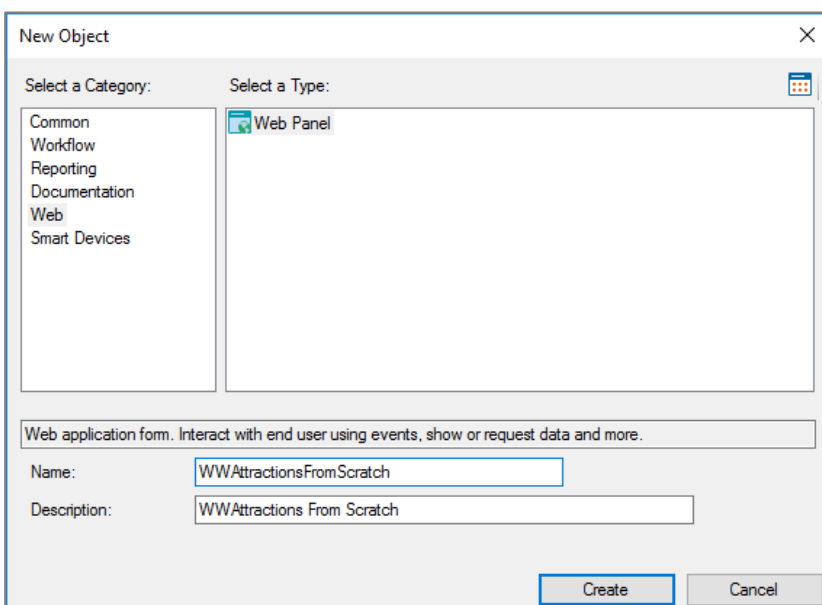 New Object
Select a Category:
Select a Type:
Common
Workflow
Reporting
Documentation
Web
Smart Devices
Web Panel
Web application form. Interact with end user using events, show or request data and more.
Name:
WWAttractionsFromScratch
Description:
WWAttractions From Scratch
Create
Cancel